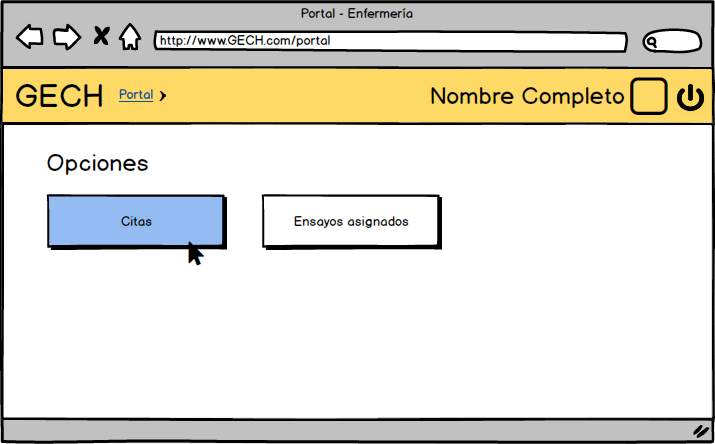 Portal - Enfermería
http://www.GECH.com/portal
GECH Portal Nombre Completo
Opciones
Citas
Ensayos asignados